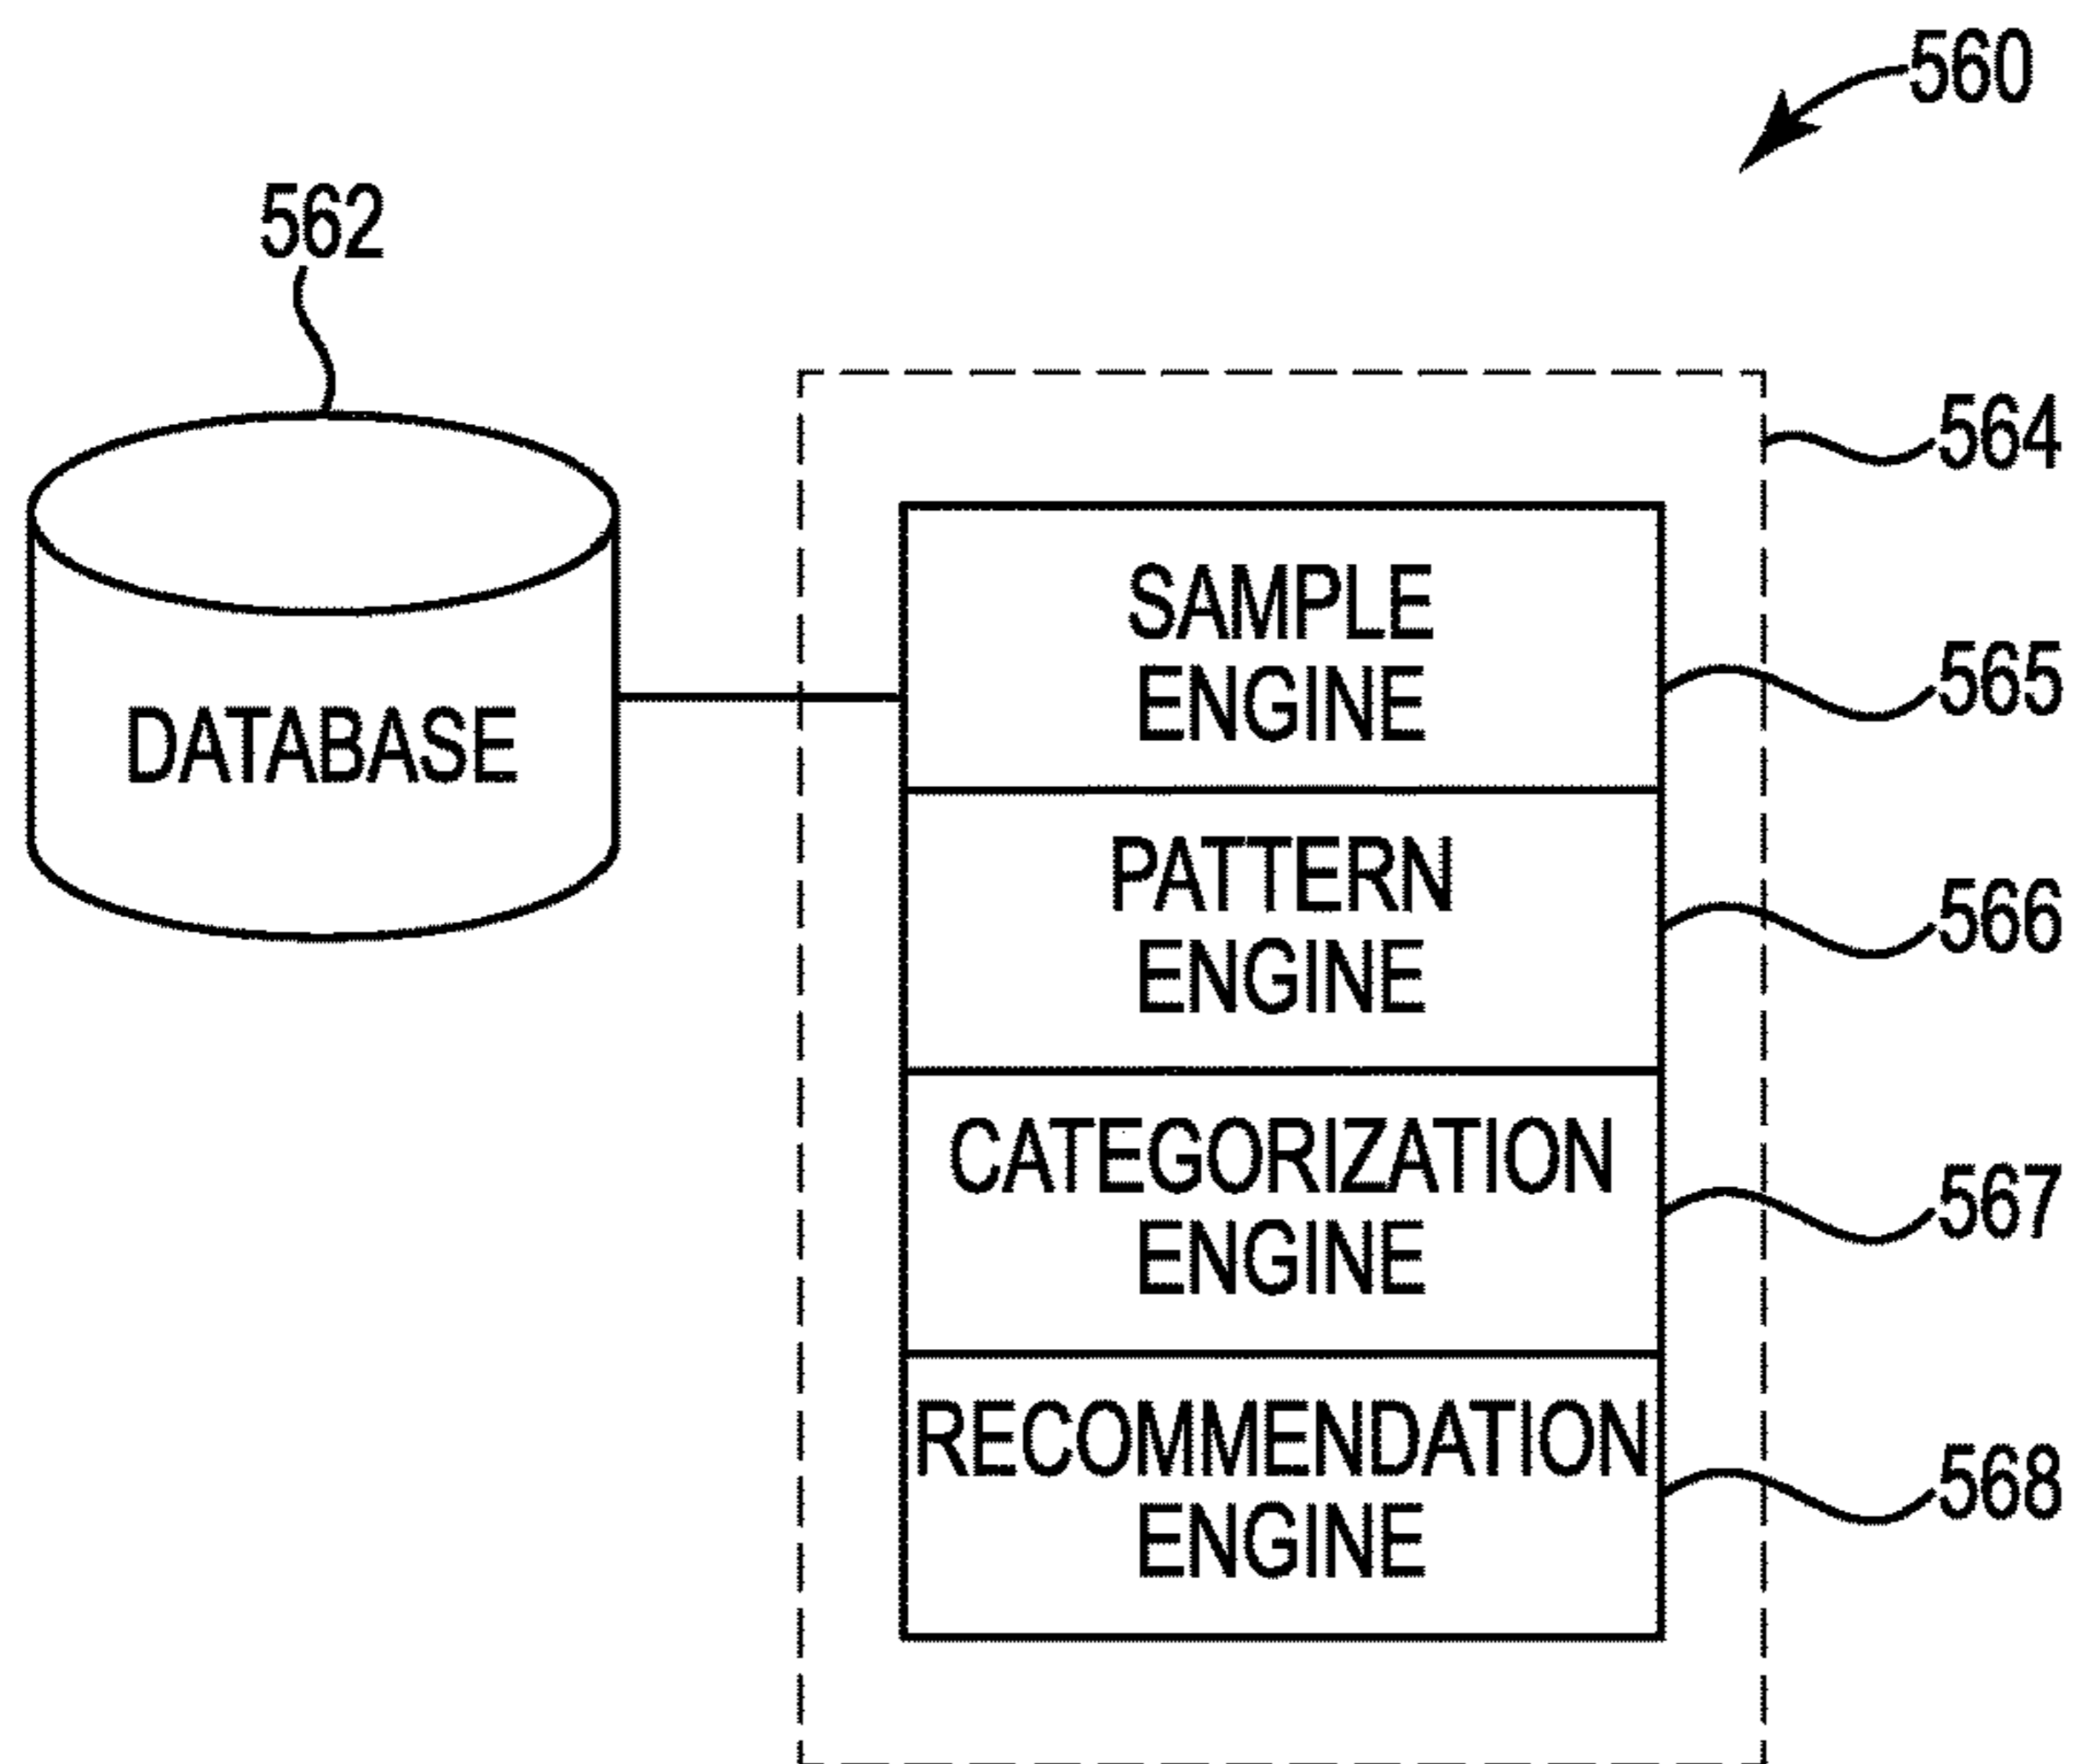 560
562
564
DATABASE
SAMPLE
ENGINE
565
PATTERN
ENGINE
566
CATEGORIZATION
ENGINE
567
RECOMMENDATION
ENGINE
568